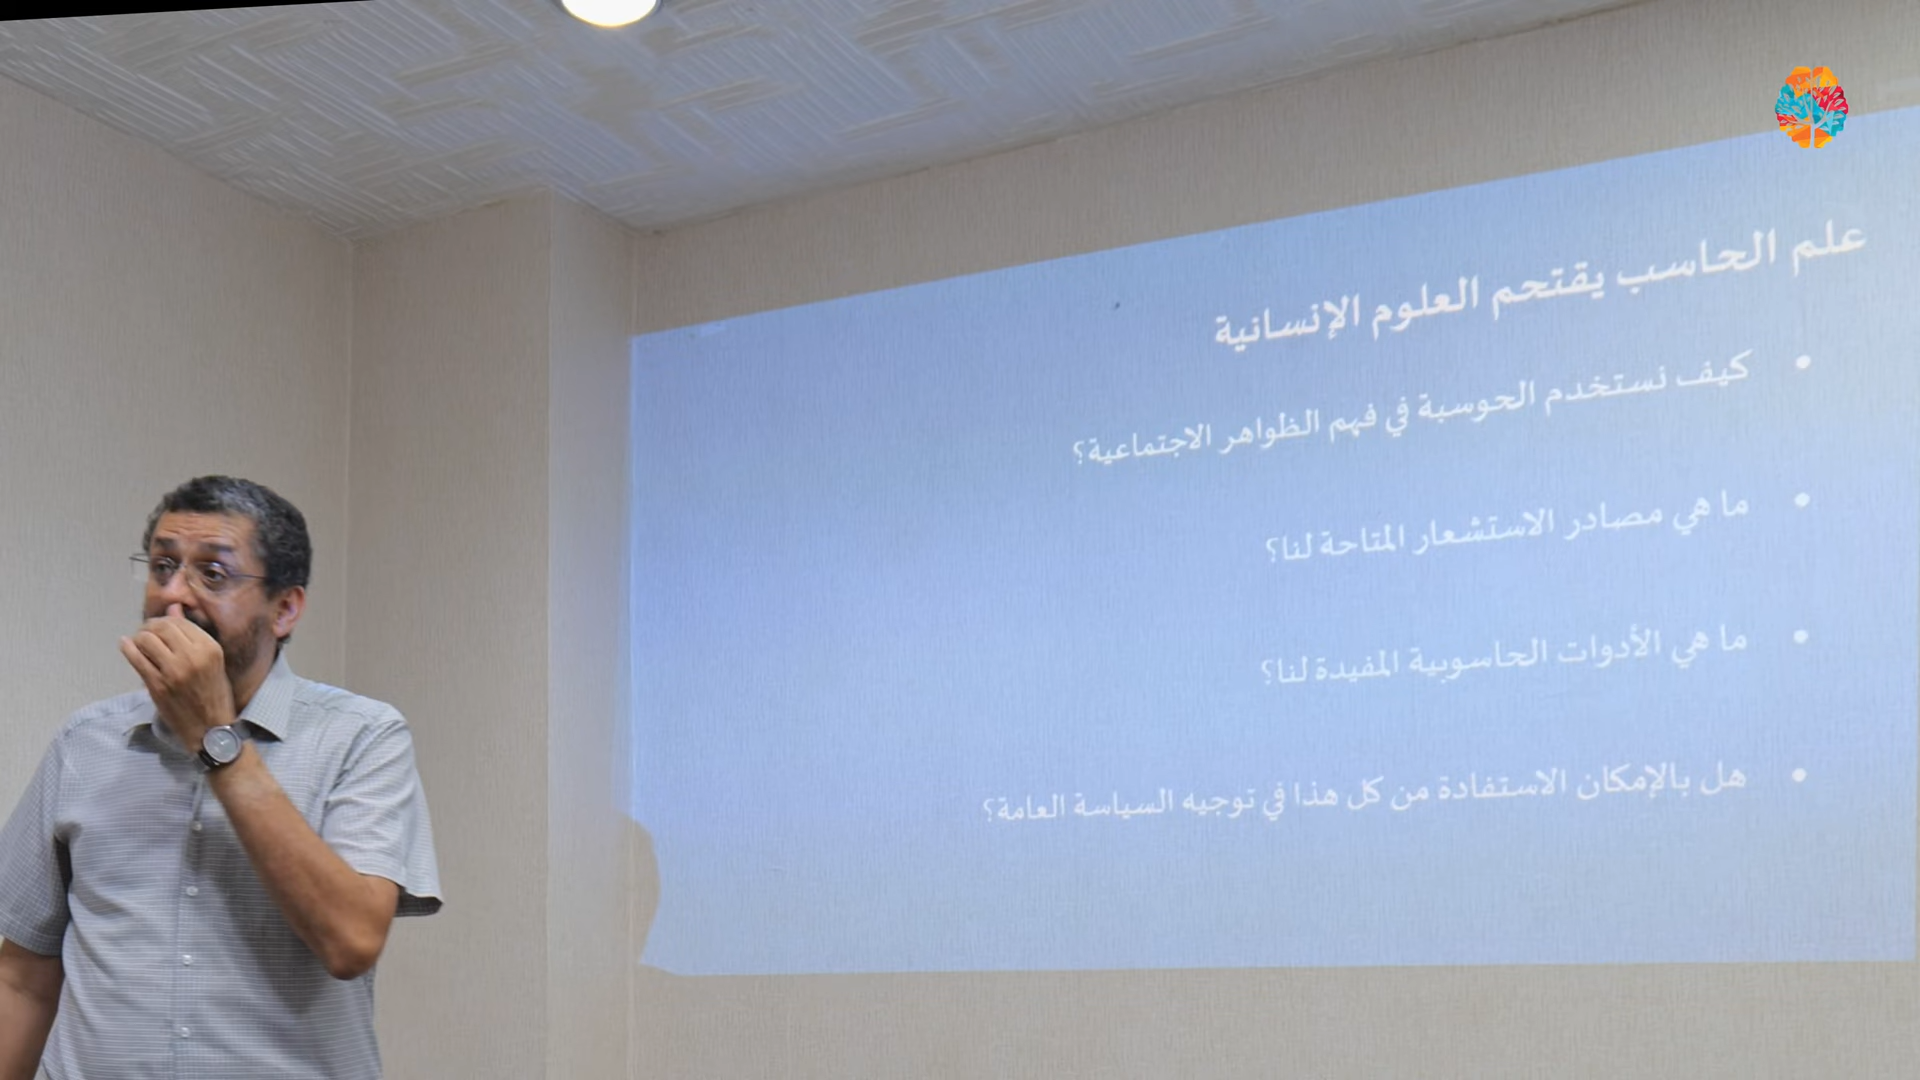 علم الحاسب يقتحم العلوم الإنسانية
• كيف نستخدم الحوسبة في فهم الظواهر الاجتماعية؟
• ما هي مصادر الاستشعار المتاحة لنا؟
• ما هي الأدوات الحاسوبية المفيدة لنا؟
• هل بالإمكان الاستفادة من كل هذا في توجيه السياسة العامة؟